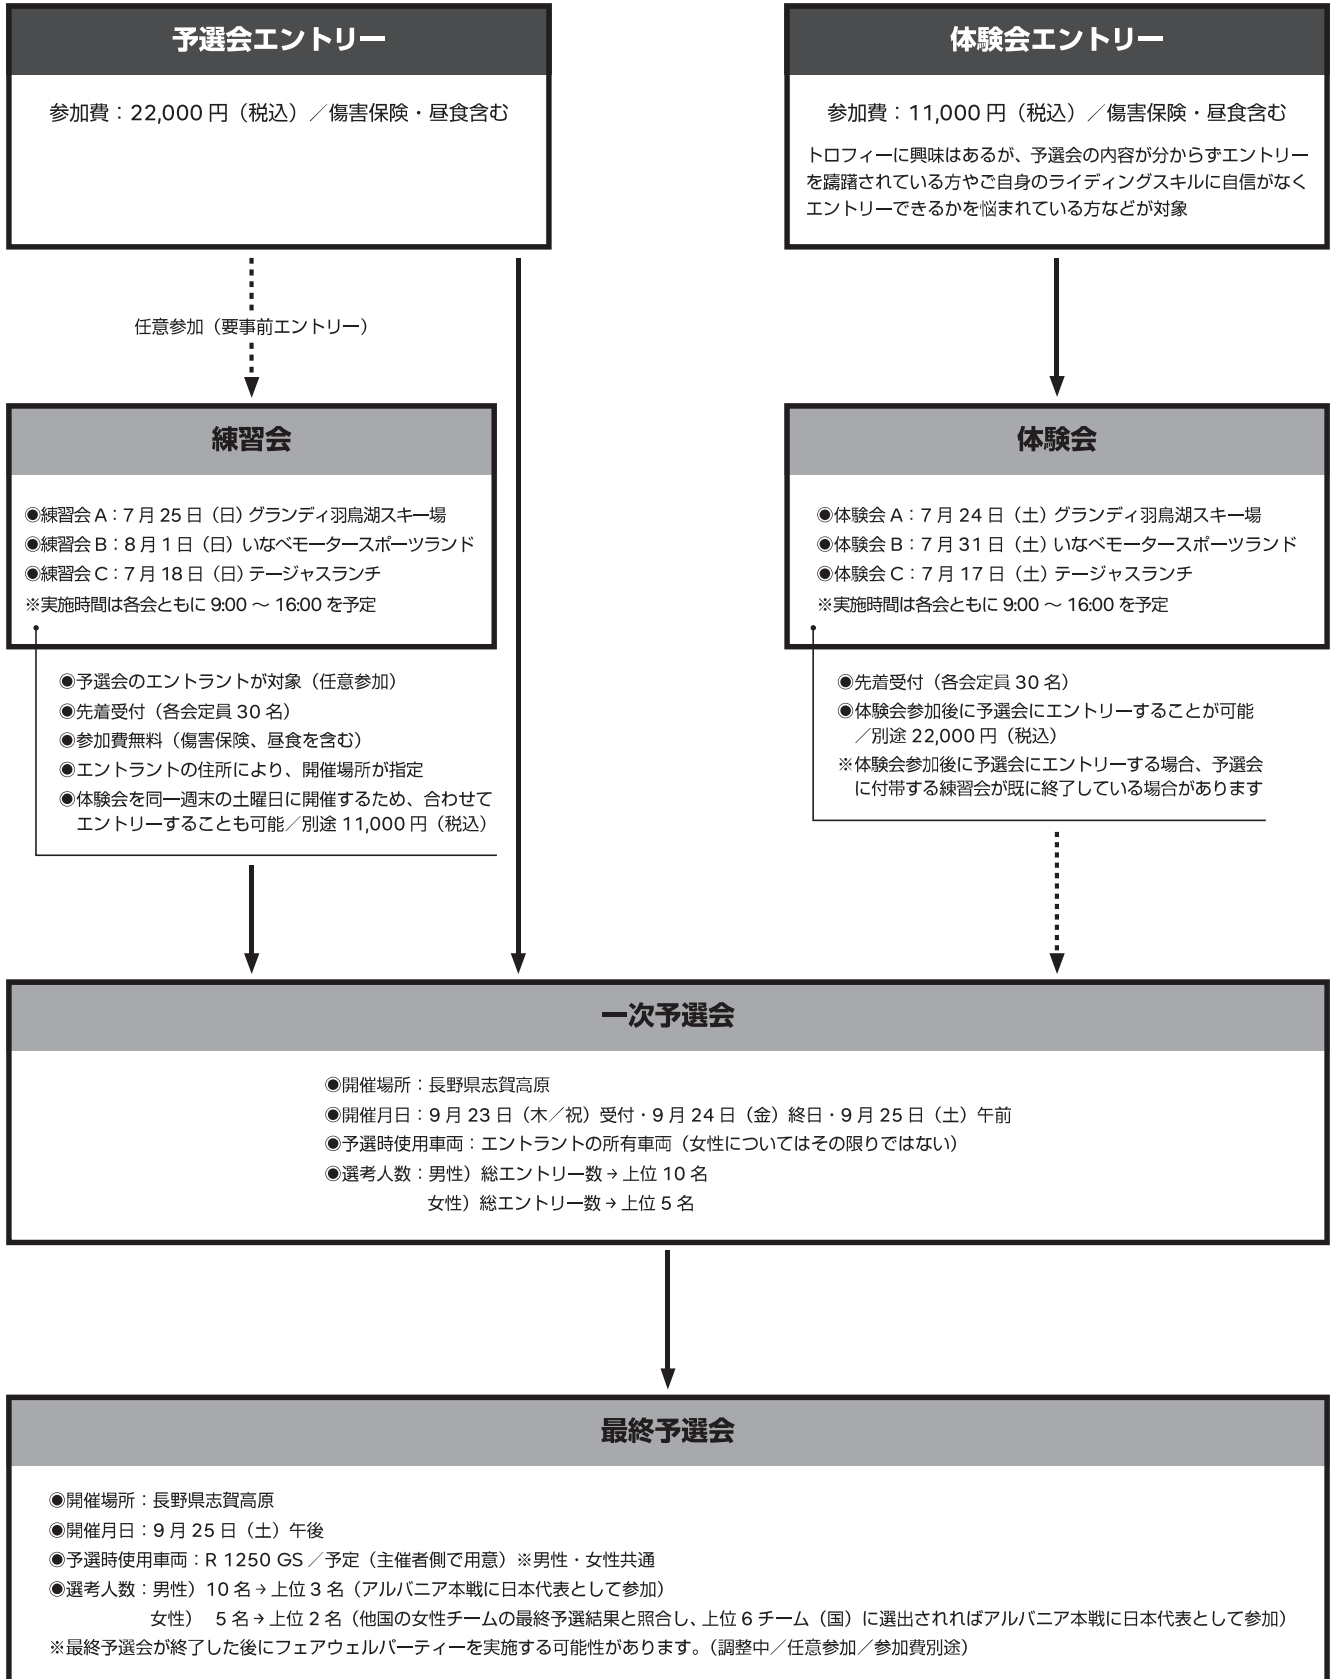 予選会エントリー
参加費：22,000 円（税込）／傷害保険・昼食含む
体験会エントリー
参加費：11,000 円（税込）／傷害保険・昼食含む
トロフィーに興味はあるが、予選会の内容が分からずエントリー
を躊躇されている方やご自身のライディングスキルに自信がなく
エントリーできるかを悩まれている方などが対象
任意参加（要事前エントリー）
練習会
◉練習会 A：7 月 25 日（日）グランディ羽鳥湖スキー場
◉練習会 B：8 月 1 日（日）いなべモータースポーツランド
◉練習会 C：7 月 18 日（日）テージャスランチ
※実施時間は各会ともに 9:00 〜 16:00 を予定
◉予選会のエントラントが対象（任意参加）
◉先着受付（各会定員 30 名）
◉参加費無料（傷害保険、昼食を含む）
◉エントラントの住所により、開催場所が指定
◉体験会を同一週末の土曜日に開催するため、合わせて
エントリーすることも可能／別途 11,000 円（税込）
体験会
◉体験会 A：7 月 24 日（土）グランディ羽鳥湖スキー場
◉体験会 B：7 月 31 日（土）いなべモータースポーツランド
◉体験会 C：7 月 17 日（土）テージャスランチ
※実施時間は各会ともに 9:00 〜 16:00 を予定
◉先着受付（各会定員 30 名）
◉体験会参加後に予選会にエントリーすることが可能
／別途 22,000 円（税込）
※体験会参加後に予選会にエントリーする場合、予選会
に付帯する練習会が既に終了している場合があります
一次予選会
◉開催場所：長野県志賀高原
◉開催月日：9 月 23 日（木／祝）受付・9 月 24 日（金）終日・9 月 25 日（土）午前
◉予選時使用車両：エントラントの所有車両（女性についてはその限りではない）
◉選考人数：男性）総エントリー数→上位 10 名
女性）総エントリー数→上位 5 名
最終予選会
◉開催場所：長野県志賀高原
◉開催月日：9 月 25 日（土）午後
◉予選時使用車両：R 1250 GS ／予定（主催者側で用意）※男性・女性共通
◉選考人数：男性）10 名→上位 3 名（アルバニア本戦に日本代表として参加）
女性） 5 名→上位 2 名（他国の女性チームの最終予選結果と照合し、上位 6 チーム（国）に選出されればアルバニア本戦に日本代表として参加）
※最終予選会が終了した後にフェアウェルパーティーを実施する可能性があります。（調整中／任意参加／参加費別途）